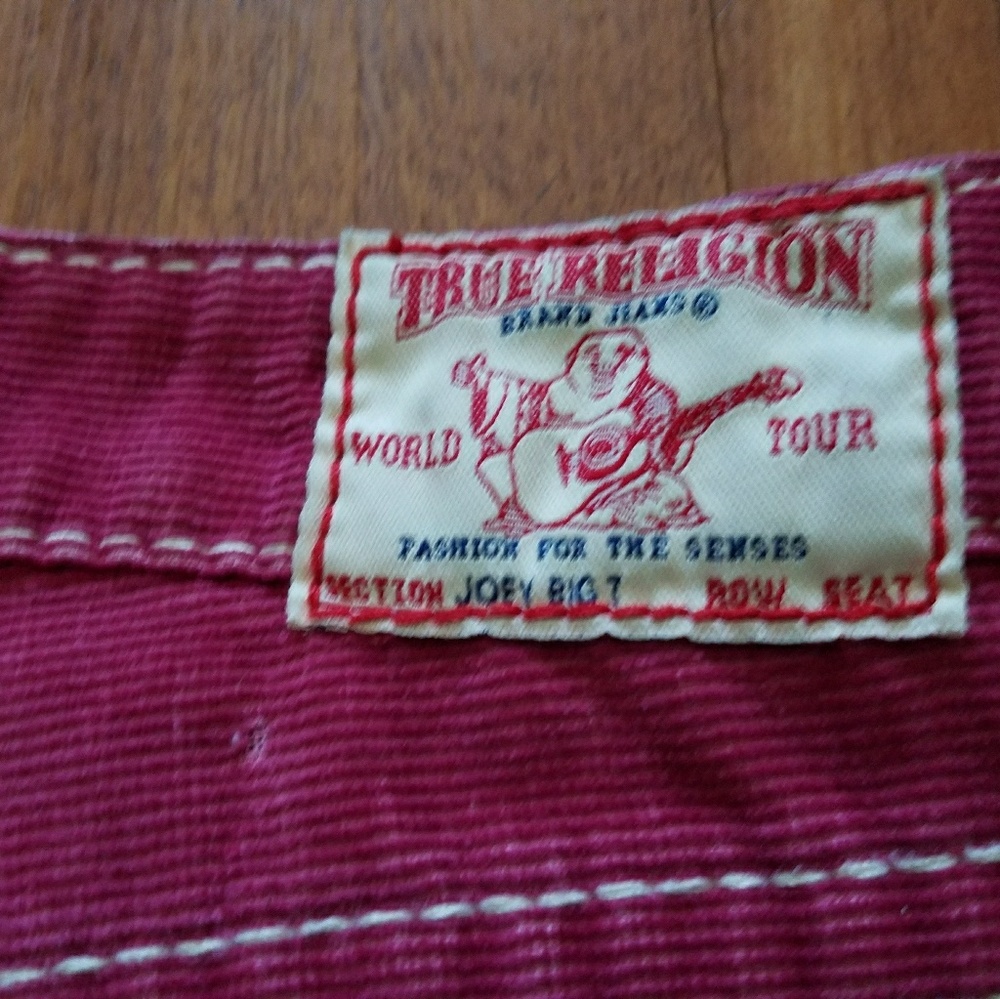 TRUE RELIGION
BRAND JEANS®
WORLD TOUR
FASHION FOR THE SENSES
SECTION JOEY BIG T ROW SEAT